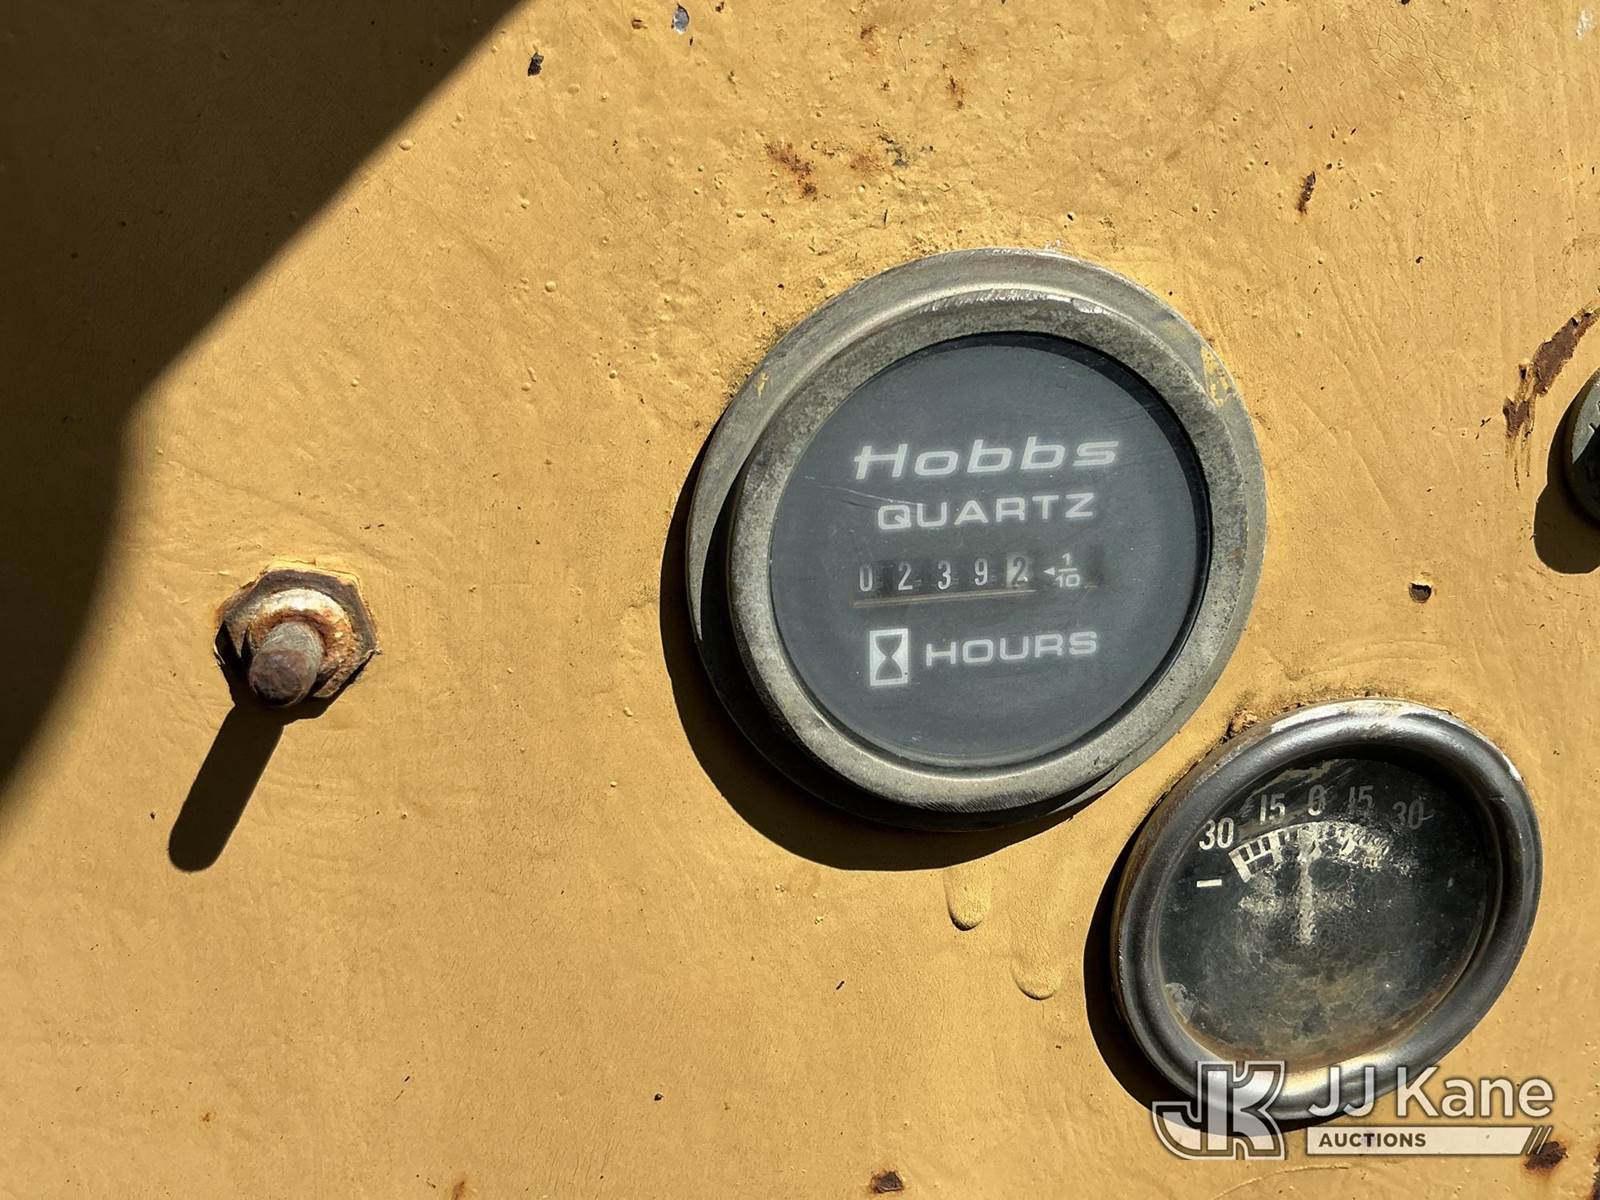 Hobbs
QUARTZ
0 2 3 9 2 ◂ 1/10
HOURS
30 15 0 15 30
JJ Kane
AUCTIONS